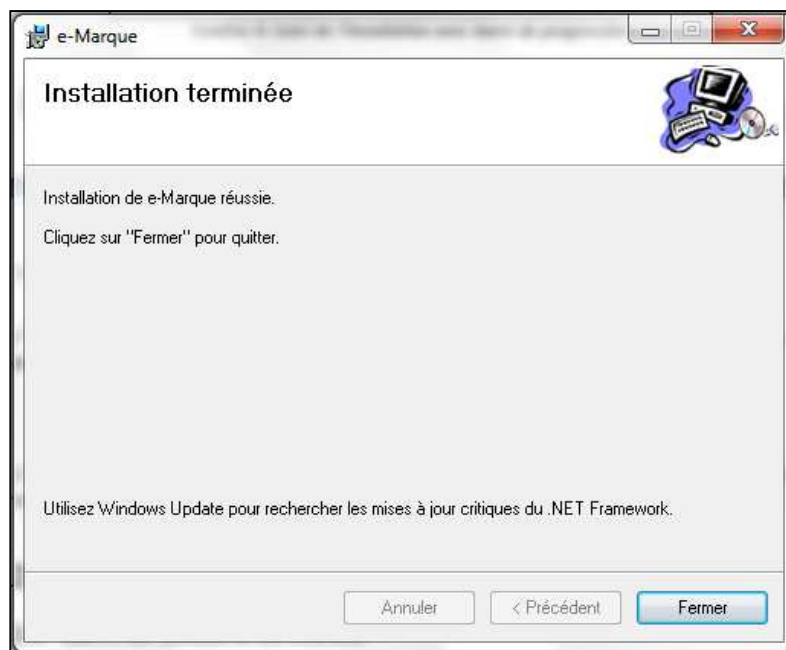 e-Marque
Installation terminée
Installation de e-Marque réussie.
Cliquez sur "Fermer" pour quitter.
Utilisez Windows Update pour rechercher les mises à jour critiques du .NET Framework.
Annuler
< Précédent
Fermer